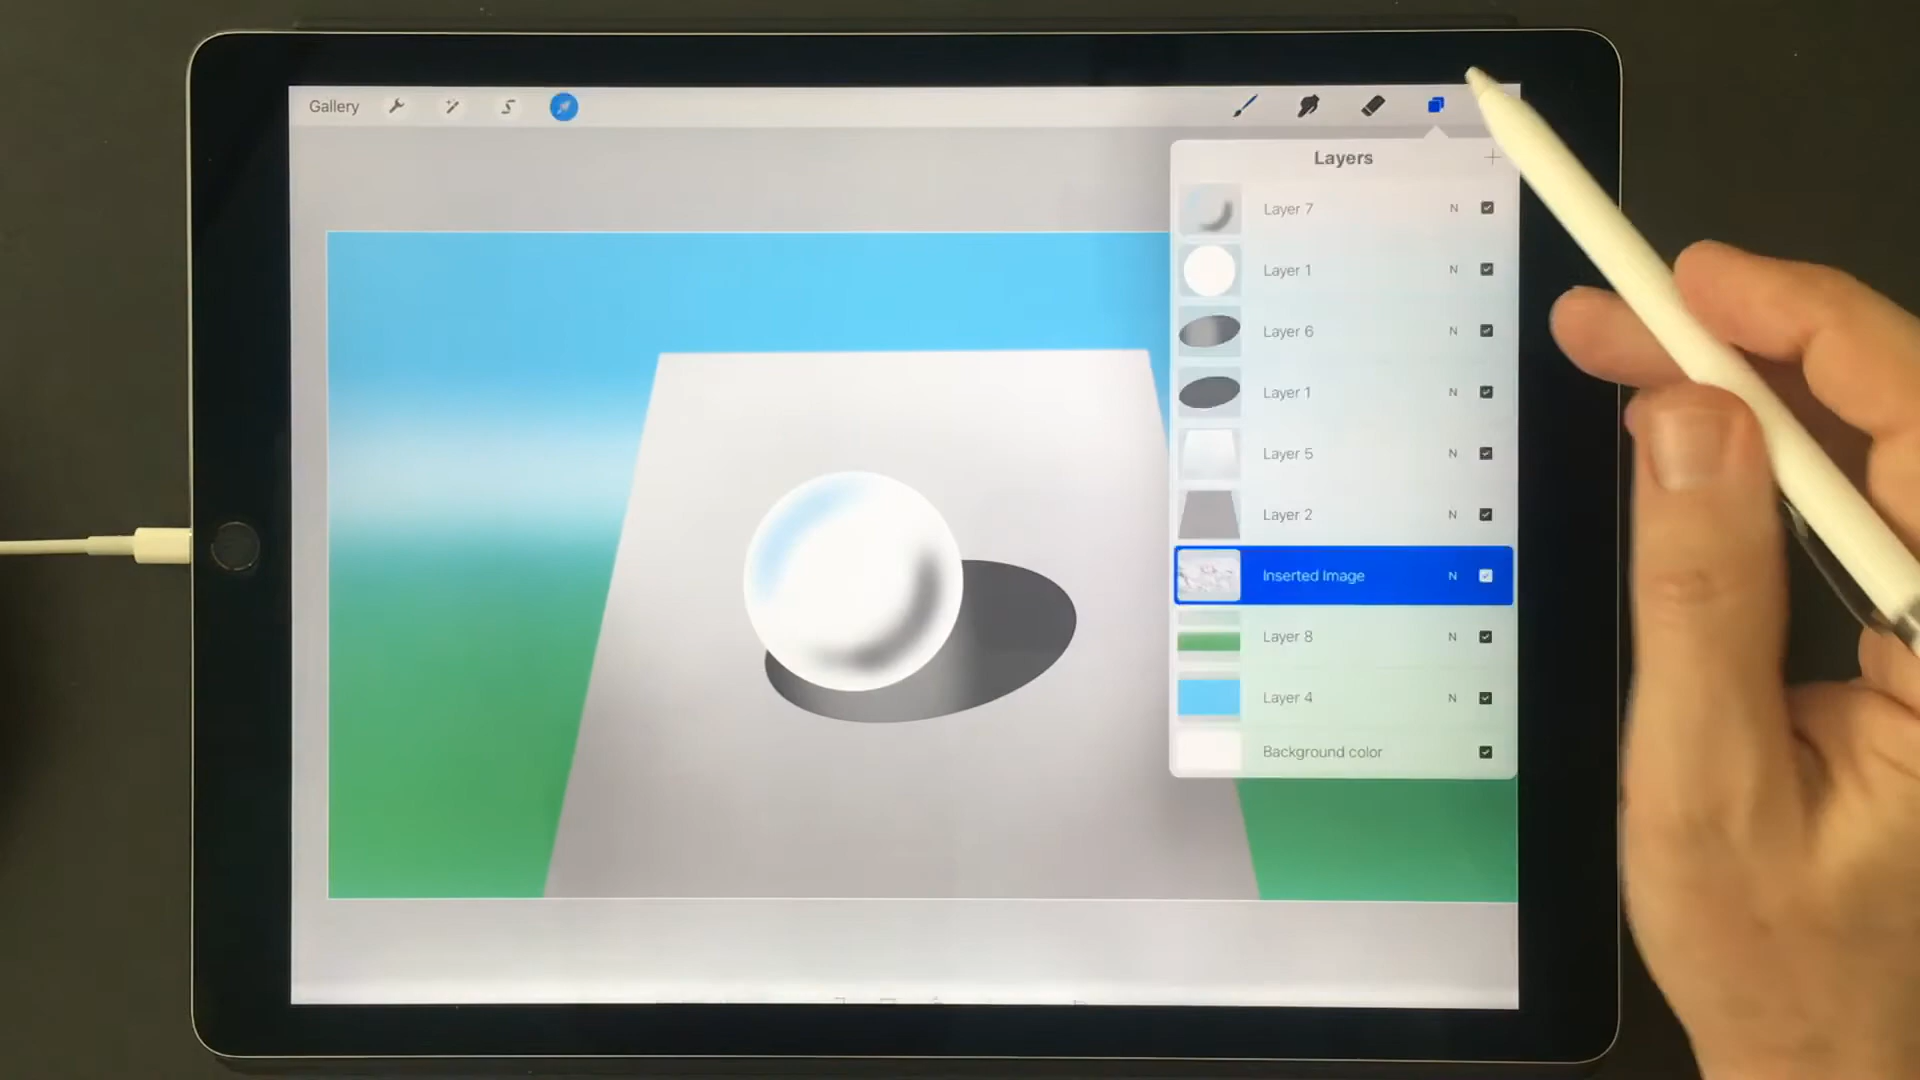 Gallery
Layers
Layer 7 N
Layer 1 N
Layer 6 N
Layer 1 N
Layer 5 N
Layer 2 N
Inserted Image N
Layer 8 N
Layer 4 N
Background color